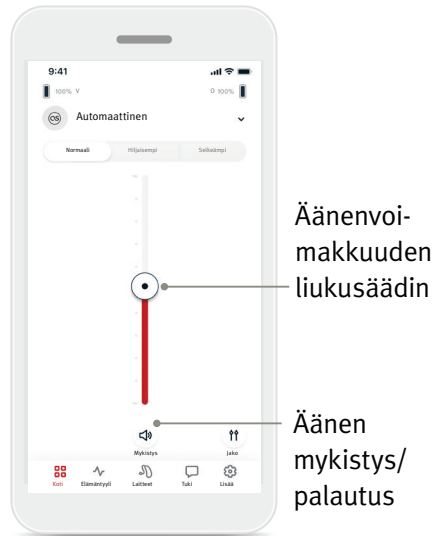 9:41
100% V
O 100%
OS
Automaattinen
Normaali
Hiljaisempi
Selkeämpi
Äänenvoi-
makkuuden
liukusäädin
Mykistys
Jako
Äänen
mykistys/
palautus
Koti
Elämäntyyli
Laitteet
Tuki
Lisää